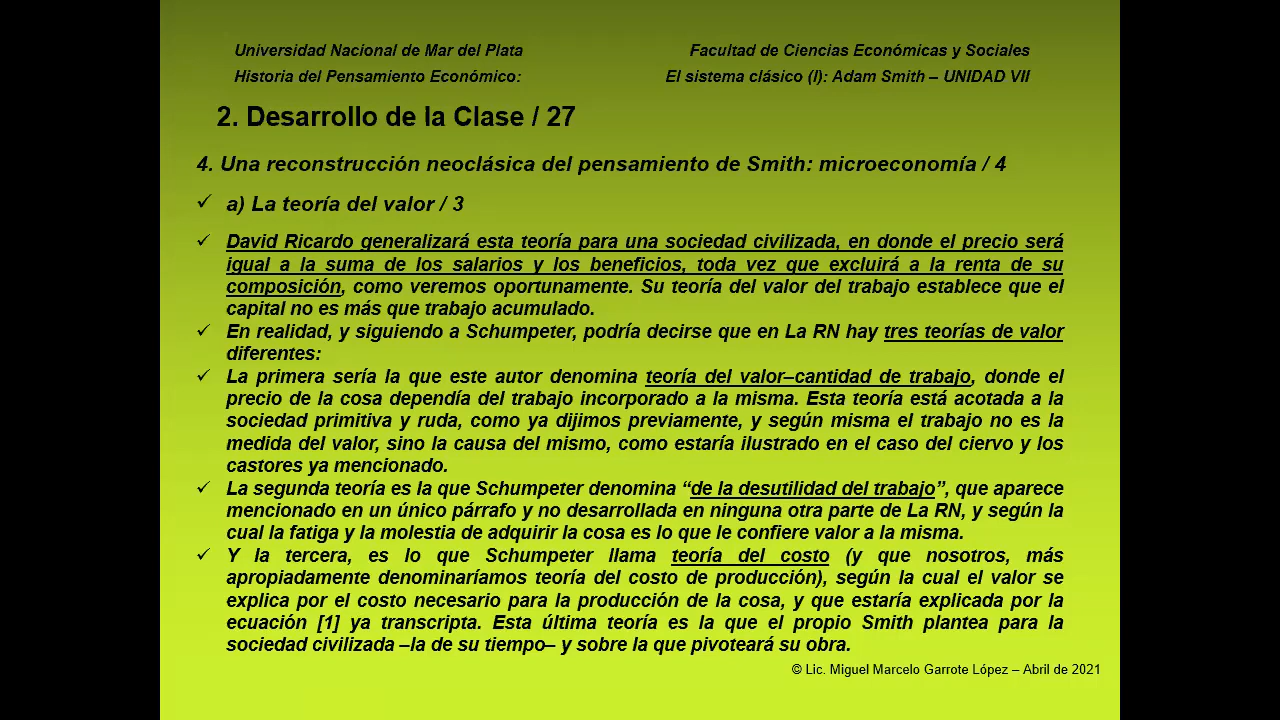 Universidad Nacional de Mar del Plata
Facultad de Ciencias Económicas y Sociales
Historia del Pensamiento Económico:
El sistema clásico (I): Adam Smith – UNIDAD VII
2. Desarrollo de la Clase / 27
4. Una reconstrucción neoclásica del pensamiento de Smith: microeconomía / 4
✓ a) La teoría del valor / 3
✓ David Ricardo generalizará esta teoría para una sociedad civilizada, en donde el precio será
igual a la suma de los salarios y los beneficios, toda vez que excluirá a la renta de su
composición, como veremos oportunamente. Su teoría del valor del trabajo establece que el
capital no es más que trabajo acumulado.
✓ En realidad, y siguiendo a Schumpeter, podría decirse que en La RN hay tres teorías de valor
diferentes:
✓ La primera sería la que este autor denomina teoría del valor–cantidad de trabajo, donde el
precio de la cosa dependía del trabajo incorporado a la misma. Esta teoría está acotada a la
sociedad primitiva y ruda, como ya dijimos previamente, y según misma el trabajo no es la
medida del valor, sino la causa del mismo, como estaría ilustrado en el caso del ciervo y los
castores ya mencionado.
✓ La segunda teoría es la que Schumpeter denomina “de la desutilidad del trabajo”, que aparece
mencionado en un único párrafo y no desarrollada en ninguna otra parte de La RN, y según la
cual la fatiga y la molestia de adquirir la cosa es lo que le confiere valor a la misma.
✓ Y la tercera, es lo que Schumpeter llama teoría del costo (y que nosotros, más
apropiadamente denominaríamos teoría del costo de producción), según la cual el valor se
explica por el costo necesario para la producción de la cosa, y que estaría explicada por la
ecuación [1] ya transcripta. Esta última teoría es la que el propio Smith plantea para la
sociedad civilizada –la de su tiempo– y sobre la que pivoteará su obra.
© Lic. Miguel Marcelo Garrote López – Abril de 2021